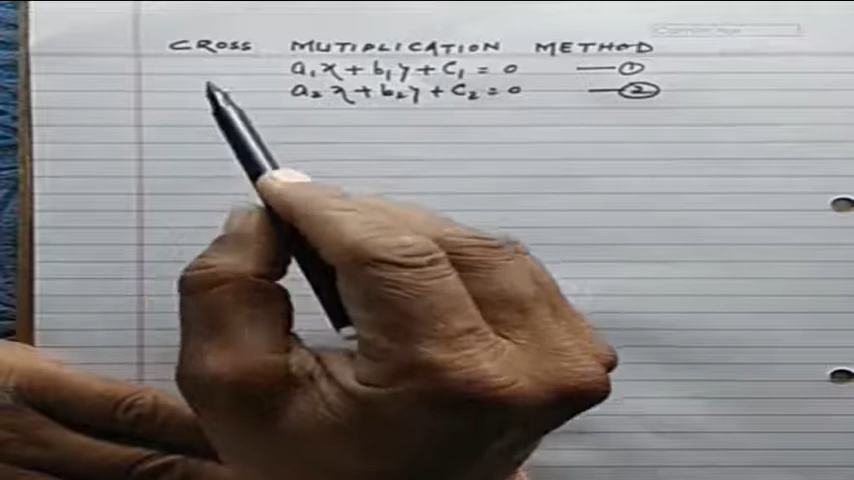 CROSS MUTIPLICATION METHOD
a₁x + b₁y + c₁ = 0 —①
a₂x + b₂y + c₂ = 0 —②